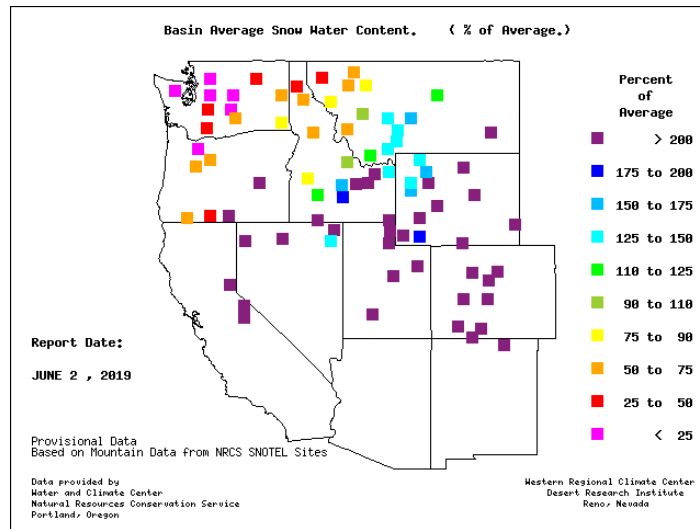 Basin Average Snow Water Content. ( % of Average.)
Percent
of
Average
> 200
175 to 200
150 to 175
125 to 150
110 to 125
90 to 110
75 to 90
50 to 75
25 to 50
< 25
Report Date:
JUNE 2 , 2019
Provisional Data
Based on Mountain Data from NRCS SNOTEL Sites
Data provided by
Water and Climate Center
Natural Resources Conservation Service
Portland, Oregon
Western Regional Climate Center
Desert Research Institute
Reno, Nevada